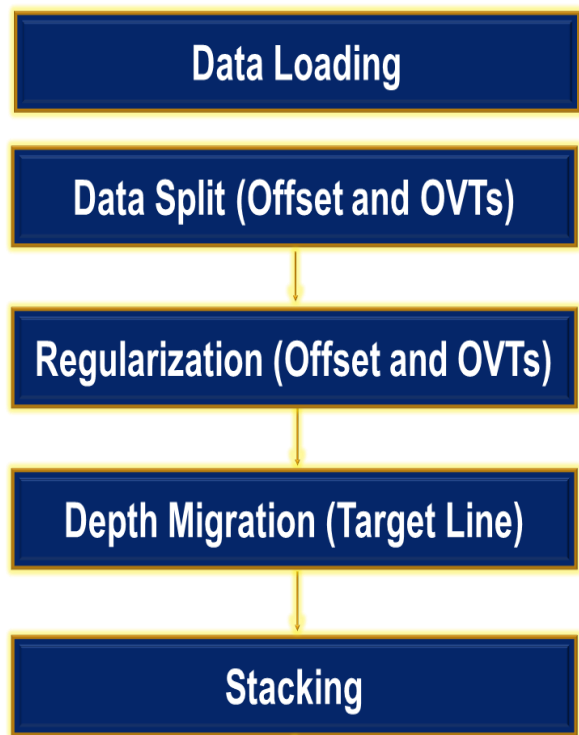 Data Loading
Data Split (Offset and OVTs)
Regularization (Offset and OVTs)
Depth Migration (Target Line)
Stacking